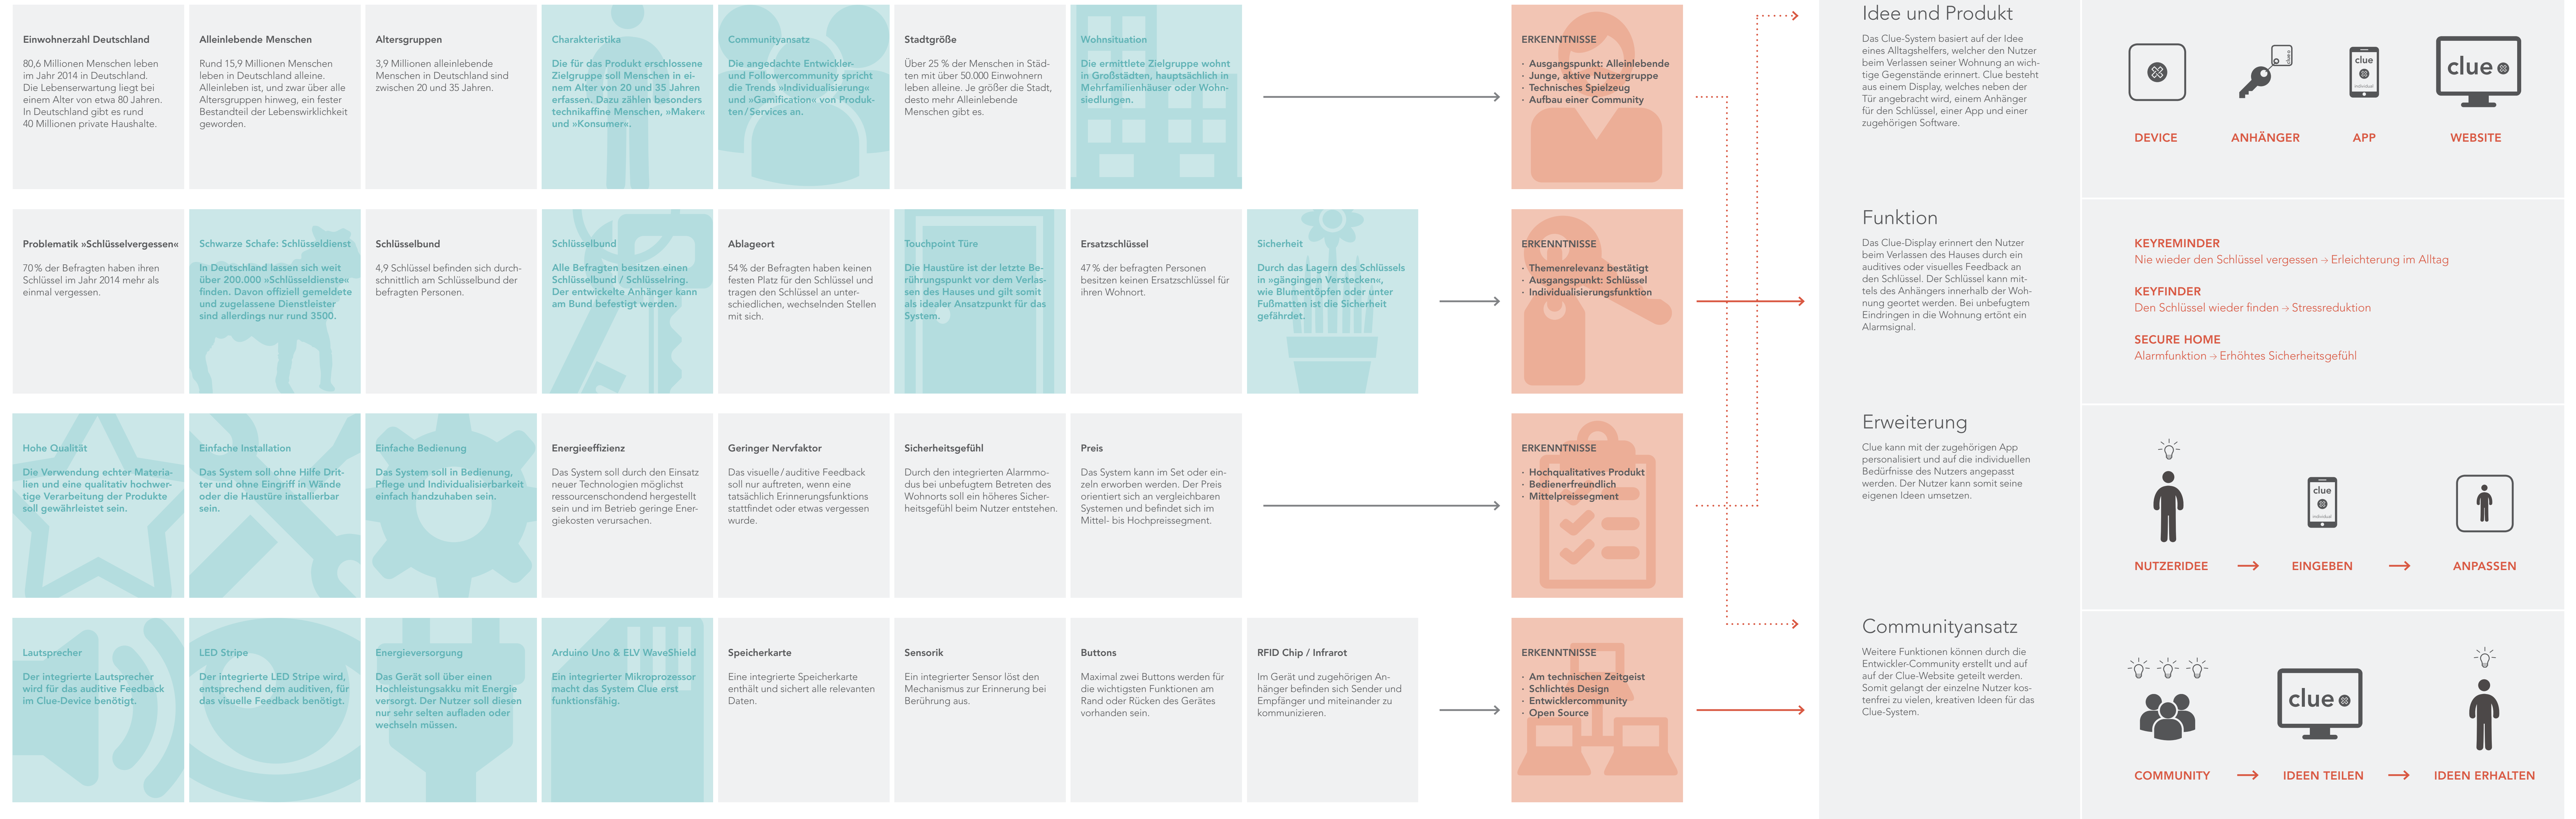 Einwohnerzahl Deutschland
80,6 Millionen Menschen leben
im Jahr 2014 in Deutschland.
Die Lebenserwartung liegt bei
einem Alter von etwa 80 Jahren.
In Deutschland gibt es rund
40 Millionen private Haushalte.
Alleinlebende Menschen
Rund 15,9 Millionen Menschen
leben in Deutschland alleine.
Alleinleben ist, und zwar über alle
Altersgruppen hinweg, ein fester
Bestandteil der Lebenswirklichkeit
geworden.
Altersgruppen
3,9 Millionen alleinlebende
Menschen in Deutschland sind
zwischen 20 und 35 Jahren.
Charakteristika
Die für das Produkt erschlossene
Zielgruppe soll Menschen in ei-
nem Alter von 20 und 35 Jahren
erfassen. Dazu zählen besonders
technikaffine Menschen, »Maker«
und »Konsumer«.
Communityansatz
Die angedachte Entwickler-
und Followercommunity spricht
die Trends »Individualisierung«
und »Gamification« von Produk-
ten / Services an.
Stadtgröße
Über 25 % der Menschen in Städ-
ten mit über 50.000 Einwohnern
leben alleine. Je größer die Stadt,
desto mehr Alleinlebende
Menschen gibt es.
Wohnsituation
Die ermittelte Zielgruppe wohnt
in Großstädten, hauptsächlich in
Mehrfamilienhäuser oder Wohn-
siedlungen.
ERKENNTNISSE
· Ausgangspunkt: Alleinlebende
· Junge, aktive Nutzergruppe
· Technisches Spielzeug
· Aufbau einer Community
Idee und Produkt
Das Clue-System basiert auf der Idee
eines Alltagshelfers, welcher den Nutzer
beim Verlassen seiner Wohnung an wich-
tige Gegenstände erinnert. Clue besteht
aus einem Display, welches neben der
Tür angebracht wird, einem Anhänger
für den Schlüssel, einer App und einer
zugehörigen Software.
clue
clue
individual
clue
DEVICE
ANHÄNGER
APP
WEBSITE
Problematik »Schlüsselvergessen«
70 % der Befragten haben ihren
Schlüssel im Jahr 2014 mehr als
einmal vergessen.
Schwarze Schafe: Schlüsseldienst
In Deutschland lassen sich weit
über 200.000 »Schlüsseldienste«
finden. Davon offiziell gemeldete
und zugelassene Dienstleister
sind allerdings nur rund 3500.
Schlüsselbund
4,9 Schlüssel befinden sich durch-
schnittlich am Schlüsselbund der
befragten Personen.
Schlüsselbund
Alle Befragten besitzen einen
Schlüsselbund / Schlüsselring.
Der entwickelte Anhänger kann
am Bund befestigt werden.
Ablageort
54 % der Befragten haben keinen
festen Platz für den Schlüssel und
tragen den Schlüssel an unter-
schiedlichen, wechselnden Stellen
mit sich.
Touchpoint Türe
Die Haustüre ist der letzte Be-
rührungspunkt vor dem Verlas-
sen des Hauses und gilt somit
als idealer Ansatzpunkt für das
System.
Ersatzschlüssel
47 % der befragten Personen
besitzen keinen Ersatzschlüssel für
ihren Wohnort.
Sicherheit
Durch das Lagern des Schlüssels
in »gängigen Verstecken«,
wie Blumentöpfen oder unter
Fußmatten ist die Sicherheit
gefährdet.
ERKENNTNISSE
· Themenrelevanz bestätigt
· Ausgangspunkt: Schlüssel
· Individualisierungsfunktion
Funktion
Das Clue-Display erinnert den Nutzer
beim Verlassen des Hauses durch ein
auditives oder visuelles Feedback an
den Schlüssel. Der Schlüssel kann mit-
tels des Anhängers innerhalb der Woh-
nung geortet werden. Bei unbefugtem
Eindringen in die Wohnung ertönt ein
Alarmsignal.
KEYREMINDER
Nie wieder den Schlüssel vergessen → Erleichterung im Alltag
KEYFINDER
Den Schlüssel wieder finden → Stressreduktion
SECURE HOME
Alarmfunktion → Erhöhtes Sicherheitsgefühl
Hohe Qualität
Die Verwendung echter Materia-
lien und eine qualitativ hochwer-
tige Verarbeitung der Produkte
soll gewährleistet sein.
Einfache Installation
Das System soll ohne Hilfe Drit-
ter und ohne Eingriff in Wände
oder die Haustüre installierbar
sein.
Einfache Bedienung
Das System soll in Bedienung,
Pflege und Individualisierbarkeit
einfach handzuhaben sein.
Energieeffizienz
Das System soll durch den Einsatz
neuer Technologien möglichst
ressourcenschondend hergestellt
sein und im Betrieb geringe Ener-
giekosten verursachen.
Geringer Nervfaktor
Das visuelle / auditive Feedback
soll nur auftreten, wenn eine
tatsächlich Erinnerungsfunktions
stattfindet oder etwas vergessen
wurde.
Sicherheitsgefühl
Durch den integrierten Alarmmo-
dus bei unbefugtem Betreten des
Wohnorts soll ein höheres Sicher-
heitsgefühl beim Nutzer entstehen.
Preis
Das System kann im Set oder ein-
zeln erworben werden. Der Preis
orientiert sich an vergleichbaren
Systemen und befindet sich im
Mittel- bis Hochpreissegment.
ERKENNTNISSE
· Hochqualitatives Produkt
· Bedienerfreundlich
· Mittelpreissegment
Erweiterung
Clue kann mit der zugehörigen App
personalisiert und auf die individuellen
Bedürfnisse des Nutzers angepasst
werden. Der Nutzer kann somit seine
eigenen Ideen umsetzen.
clue
individual
NUTZERIDEE → EINGEBEN → ANPASSEN
Lautsprecher
Der integrierte Lautsprecher
wird für das auditive Feedback
im Clue-Device benötigt.
LED Stripe
Der integrierte LED Stripe wird,
entsprechend dem auditiven, für
das visuelle Feedback benötigt.
Energieversorgung
Das Gerät soll über einen
Hochleistungsakku mit Energie
versorgt. Der Nutzer soll diesen
nur sehr selten aufladen oder
wechseln müssen.
Arduino Uno & ELV WaveShield
Ein integrierter Mikroprozessor
macht das System Clue erst
funktionsfähig.
Speicherkarte
Eine integrierte Speicherkarte
enthält und sichert alle relevanten
Daten.
Sensorik
Ein integrierter Sensor löst den
Mechanismus zur Erinnerung bei
Berührung aus.
Buttons
Maximal zwei Buttons werden für
die wichtigsten Funktionen am
Rand oder Rücken des Gerätes
vorhanden sein.
RFID Chip / Infrarot
Im Gerät und zugehörigen An-
hänger befinden sich Sender und
Empfänger und miteinander zu
kommunizieren.
ERKENNTNISSE
· Am technischen Zeitgeist
· Schlichtes Design
· Entwicklercommunity
· Open Source
Communityansatz
Weitere Funktionen können durch die
Entwickler-Community erstellt und auf
auf der Clue-Website geteilt werden.
Somit gelangt der einzelne Nutzer kos-
tenfrei zu vielen, kreativen Ideen für das
Clue-System.
clue
COMMUNITY → IDEEN TEILEN → IDEEN ERHALTEN